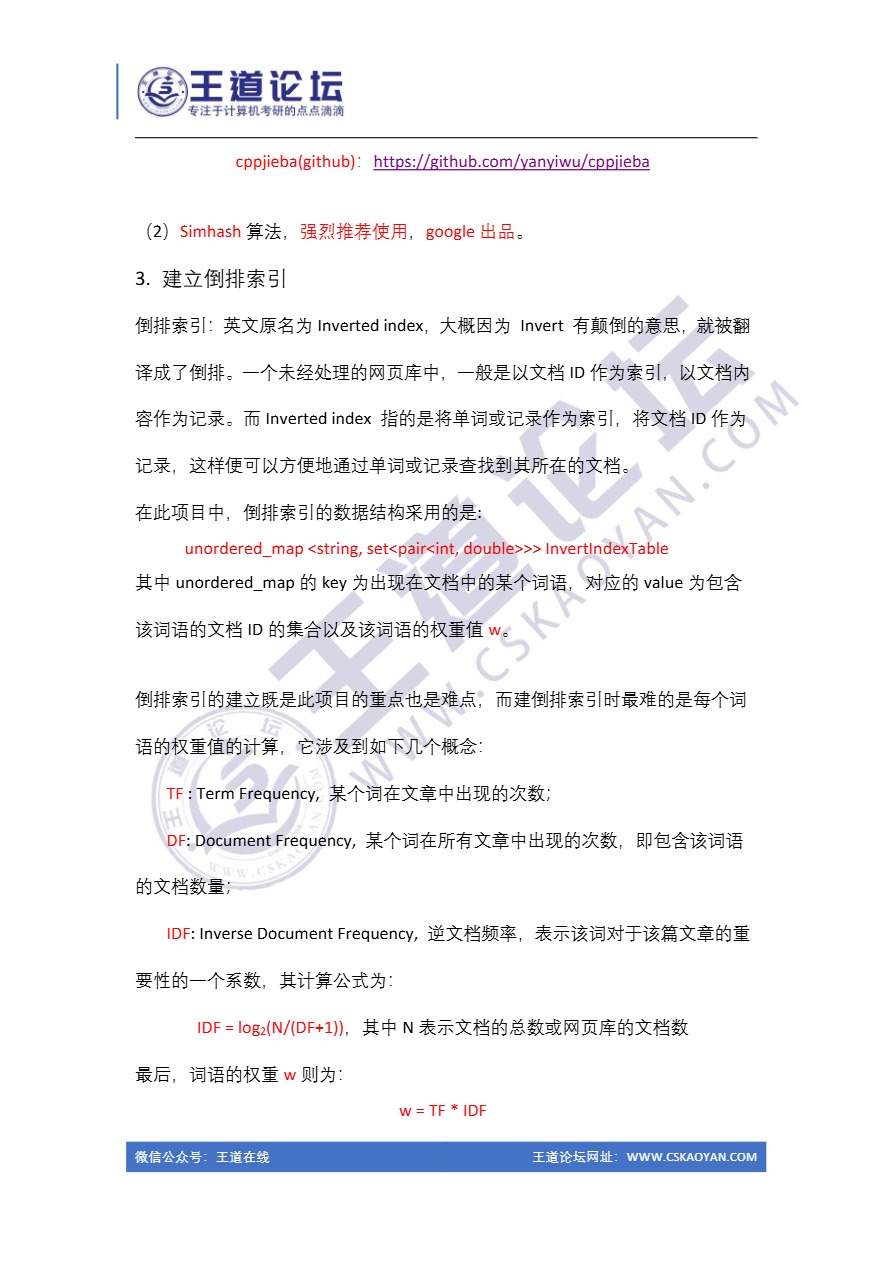 王道论坛
专注于计算机考研的点点滴滴
cppjieba(github)：https://github.com/yanyiwu/cppjieba
（2）Simhash 算法，强烈推荐使用，google 出品。
3. 建立倒排索引
倒排索引：英文原名为 Inverted index，大概因为 Invert 有颠倒的意思，就被翻
译成了倒排。一个未经处理的网页库中，一般是以文档 ID 作为索引，以文档内
容作为记录。而 Inverted index 指的是将单词或记录作为索引，将文档 ID 作为
记录，这样便可以方便地通过单词或记录查找到其所在的文档。
在此项目中，倒排索引的数据结构采用的是:
unordered_map <string, set<pair<int, double>>> InvertIndexTable
其中 unordered_map 的 key 为出现在文档中的某个词语，对应的 value 为包含
该词语的文档 ID 的集合以及该词语的权重值 w。
倒排索引的建立既是此项目的重点也是难点，而建倒排索引时最难的是每个词
语的权重值的计算，它涉及到如下几个概念：
TF : Term Frequency, 某个词在文章中出现的次数；
DF: Document Frequency, 某个词在所有文章中出现的次数，即包含该词语
的文档数量；
IDF: Inverse Document Frequency, 逆文档频率，表示该词对于该篇文章的重
要性的一个系数，其计算公式为：
IDF = log₂(N/(DF+1))，其中 N 表示文档的总数或网页库的文档数
最后，词语的权重 w 则为：
w = TF * IDF
微信公众号：王道在线 王道论坛网址：WWW.CSKAOYAN.COM
王道论坛
WWW.CSKAOYAN.COM
王道论坛
WWW.CSKAOYAN.COM